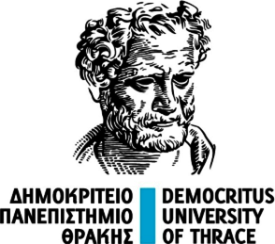 ΔΗΜΟΚΡΙΤΕΙΟ
ΠΑΝΕΠΙΣΤΗΜΙΟ
ΘΡΑΚΗΣ
DEMOCRITUS
UNIVERSITY
OF THRACE